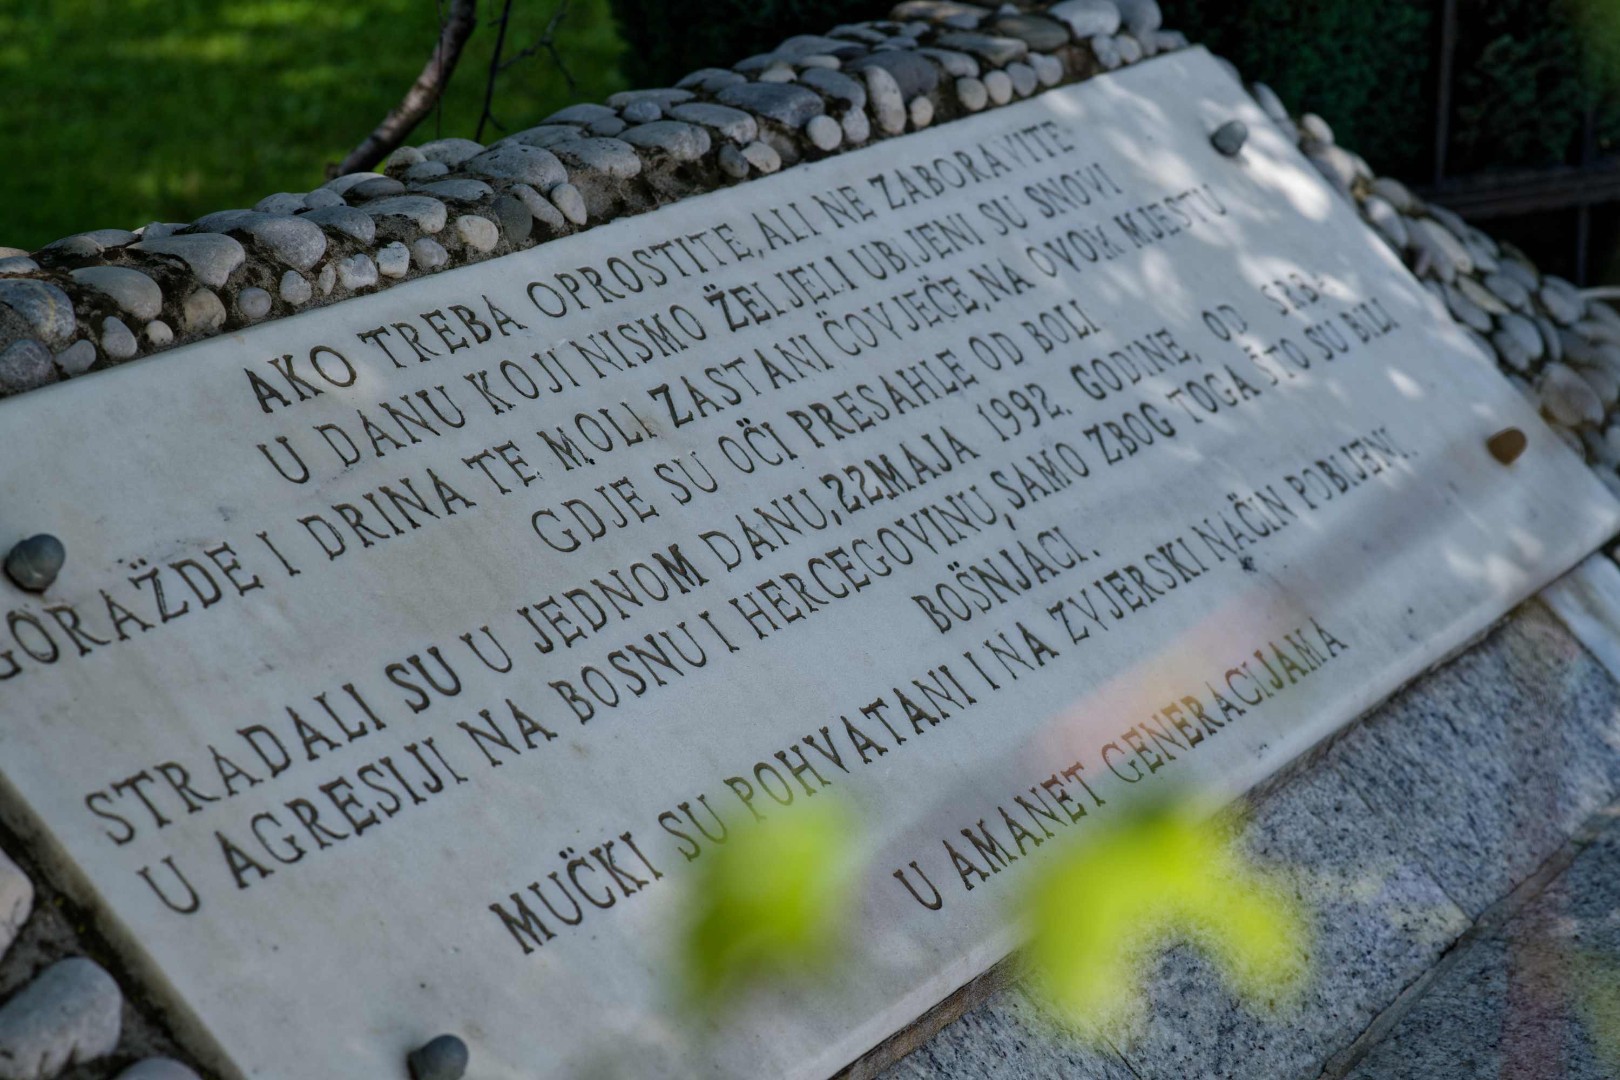 AKO TREBA OPROSTITE, ALI NE ZABORAVITE
U DANU KOJI NISMO ŽELJELI UBIJENI SU SNOVI
GORAŽDE I DRINA TE MOLI ZASTANI ČOVJEČE, NA OVOM MJESTU
GDJE SU OČI PRESAHLE OD BOLI
STRADALI SU U JEDNOM DANU, 22 MAJA 1992. GODINE, OD SRBA
U AGRESIJI NA BOSNU I HERCEGOVINU, SAMO ZBOG TOGA ŠTO SU BILI
BOŠNJACI.
MUČKI SU POHVATANI I NA ZVJERSKI NAČIN POBIJENI.
U AMANET GENERACIJAMA